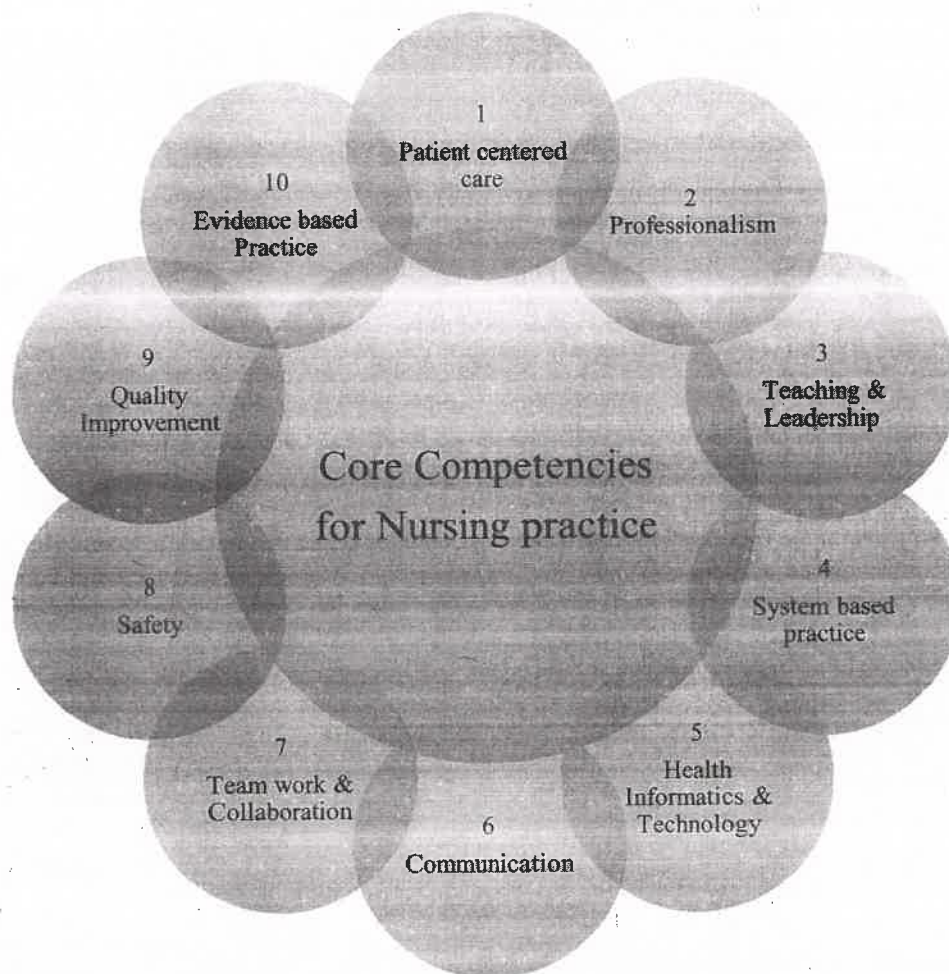 1
Patient centered
care
2
Professionalism
3
Teaching &
Leadership
4
System based
practice
5
Health
Informatics &
Technology
6
Communication
7
Team work &
Collaboration
8
Safety
9
Quality
Improvement
10
Evidence based
Practice
Core Competencies
for Nursing practice